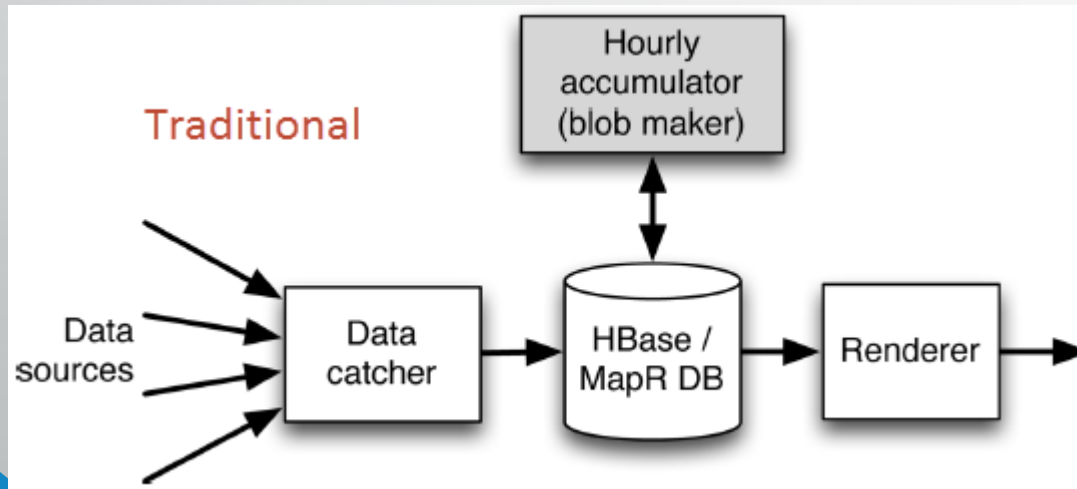 Traditional
Hourly
accumulator
(blob maker)
Data
sources
Data
catcher
HBase /
MapR DB
Renderer